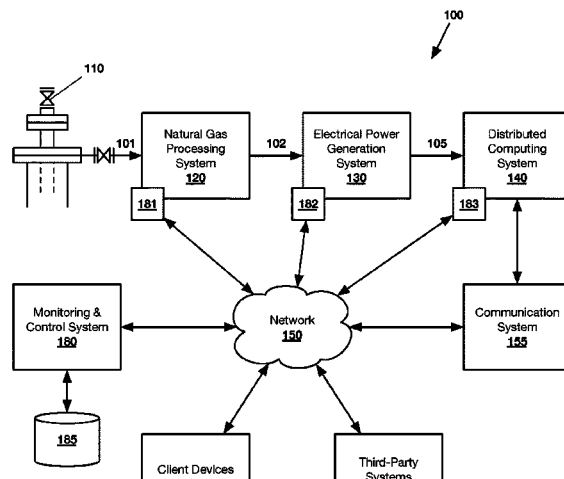 100
110
101
Natural Gas
Processing
System
120
102
Electrical Power
Generation
System
130
105
Distributed
Computing
System
140
181
182
183
Monitoring &
Control System
180
Network
150
Communication
System
155
185
Client Devices
Third-Party
Systems